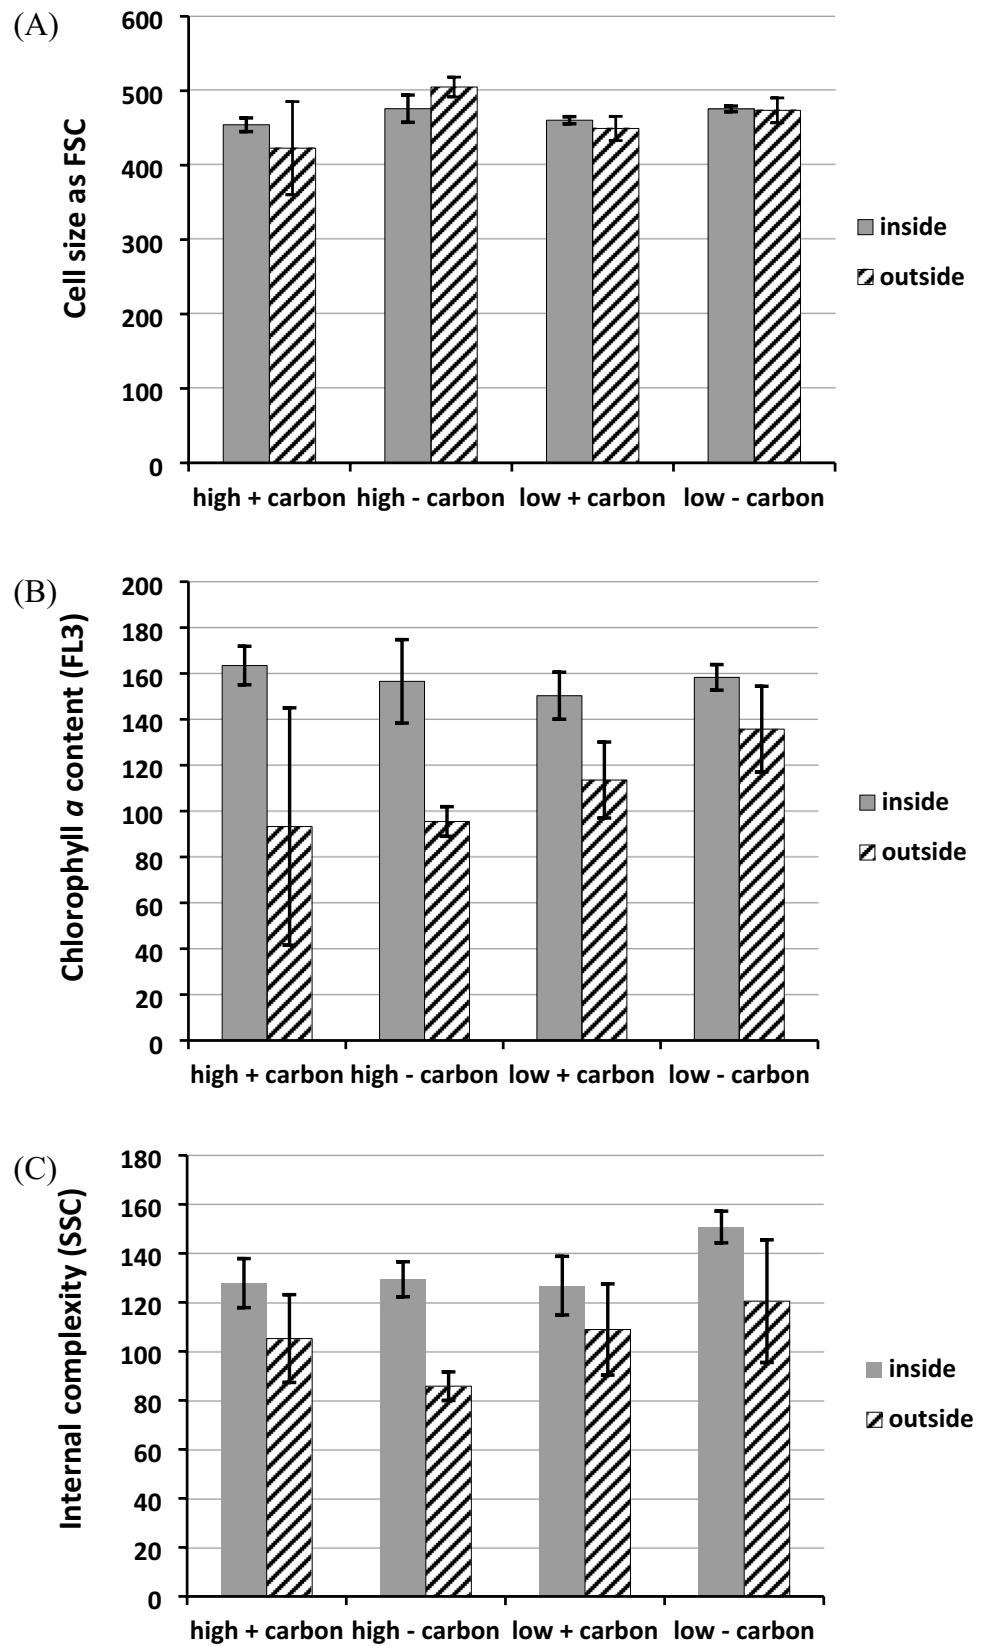 (A)
Cell size as FSC
600
500
400
300
200
100
0
high + carbon high - carbon low + carbon low - carbon
inside
outside
(B)
Chlorophyll a content (FL3)
200
180
160
140
120
100
80
60
40
20
0
high + carbon high - carbon low + carbon low - carbon
inside
outside
(C)
Internal complexity (SSC)
180
160
140
120
100
80
60
40
20
0
high + carbon high - carbon low + carbon low - carbon
inside
outside